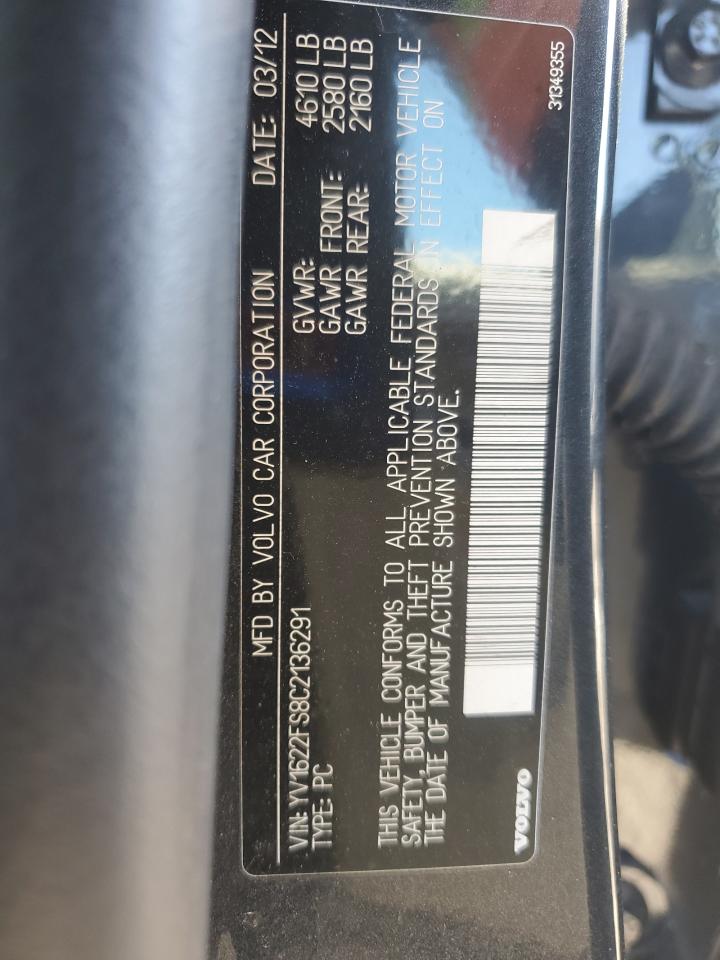 MFD BY VOLVO CAR CORPORATION DATE: 03/12
VIN: YV1622FS8C2136291 GVWR: 4610 LB
TYPE: PC GAWR FRONT: 2580 LB
GAWR REAR: 2160 LB
THIS VEHICLE CONFORMS TO ALL APPLICABLE FEDERAL MOTOR VEHICLE
SAFETY, BUMPER AND THEFT PREVENTION STANDARDS IN EFFECT ON
THE DATE OF MANUFACTURE SHOWN ABOVE.
VOLVO 31349355